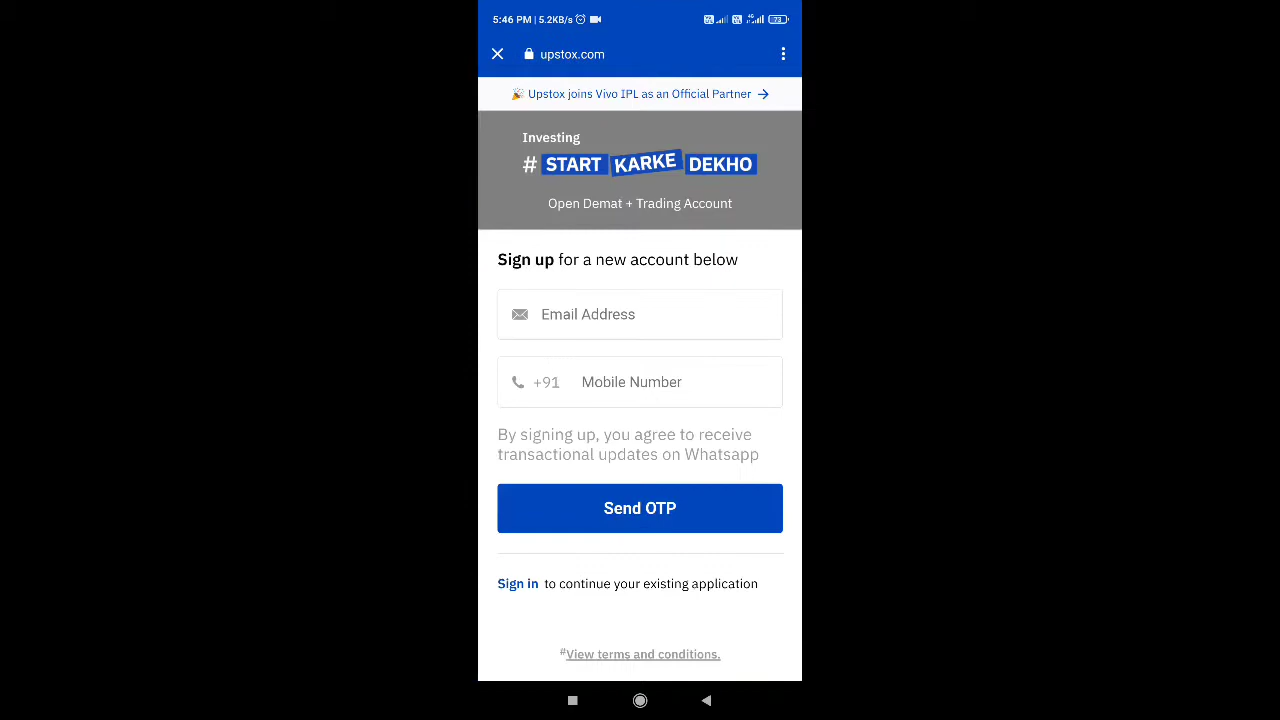 5:46 PM | 5.2KB/s
73
upstox.com
🎉 Upstox joins Vivo IPL as an Official Partner →
Investing
# START KARKE DEKHO
Open Demat + Trading Account
Sign up for a new account below
Email Address
+91 Mobile Number
By signing up, you agree to receive
transactional updates on Whatsapp
Send OTP
Sign in to continue your existing application
#View terms and conditions.